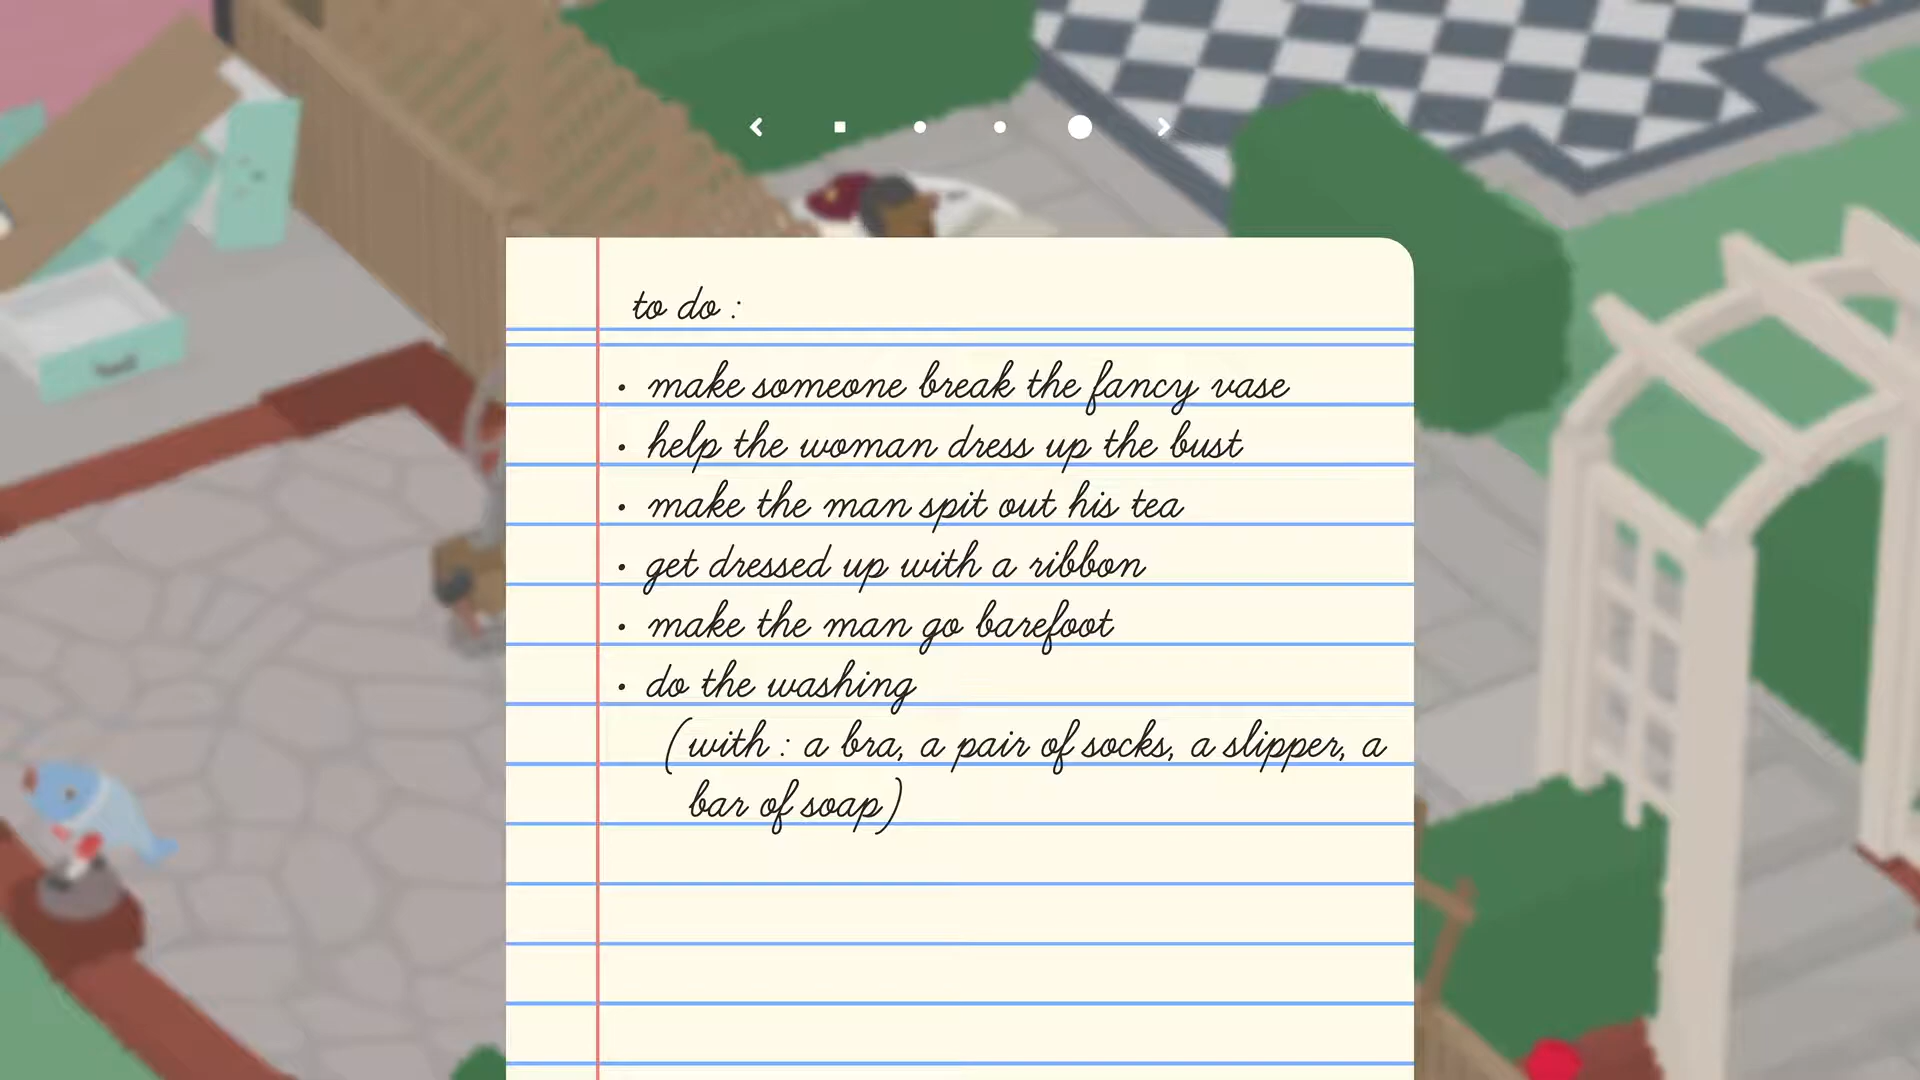 to do :
• make someone break the fancy vase
• help the woman dress up the bust
• make the man spit out his tea
• get dressed up with a ribbon
• make the man go barefoot
• do the washing
(with : a bra, a pair of socks, a slipper, a
bar of soap)